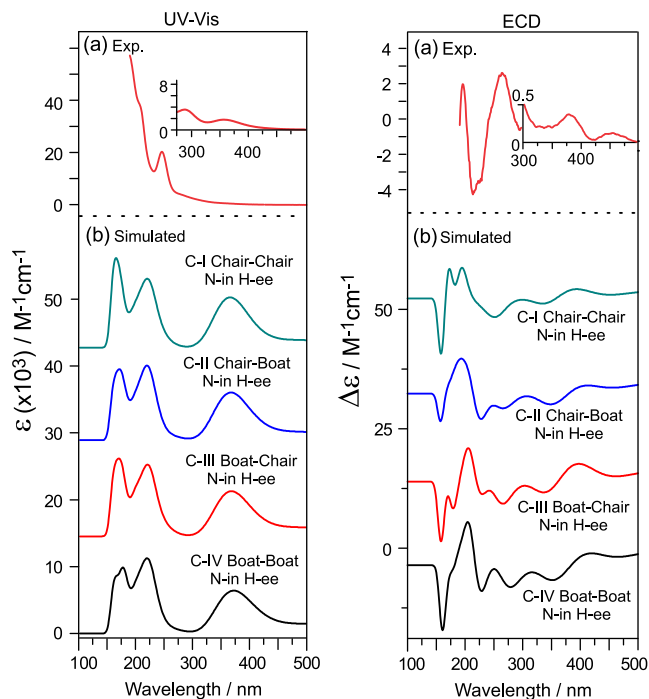 UV-Vis
(a) Exp.
60
40
20
0
8
4
0
300 400
(b) Simulated
C-I Chair-Chair
N-in H-ee
50
C-II Chair-Boat
N-in H-ee
40
30
C-III Boat-Chair
N-in H-ee
20
C-IV Boat-Boat
N-in H-ee
10
0
ε (x10³) / M⁻¹cm⁻¹
100 200 300 400 500
Wavelength / nm
ECD
(a) Exp.
4
2
0
-2
-4
0.5
300 400
(b) Simulated
C-I Chair-Chair
N-in H-ee
50
C-II Chair-Boat
N-in H-ee
25
C-III Boat-Chair
N-in H-ee
0
C-IV Boat-Boat
N-in H-ee
Δε / M⁻¹cm⁻¹
100 200 300 400 500
Wavelength / nm